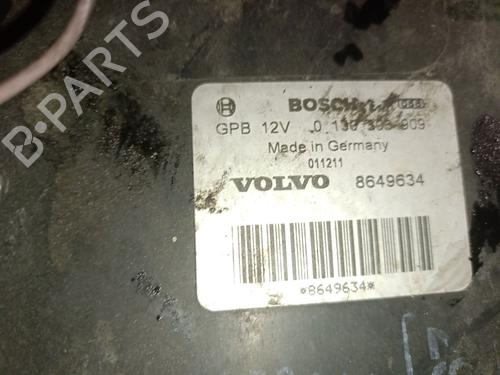 B-PARTS
BOSCH
GPB 12V
Made in Germany
011211
VOLVO 8649634
*8649634*